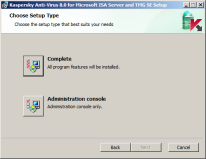 Kaspersky Anti-Virus 8.0 for Microsoft ISA Server and TMG SE Setup
Choose Setup Type
Choose the setup type that best suits your needs
Complete
All program features will be installed.
Administration console
Administration console only.
Back
Next
Cancel